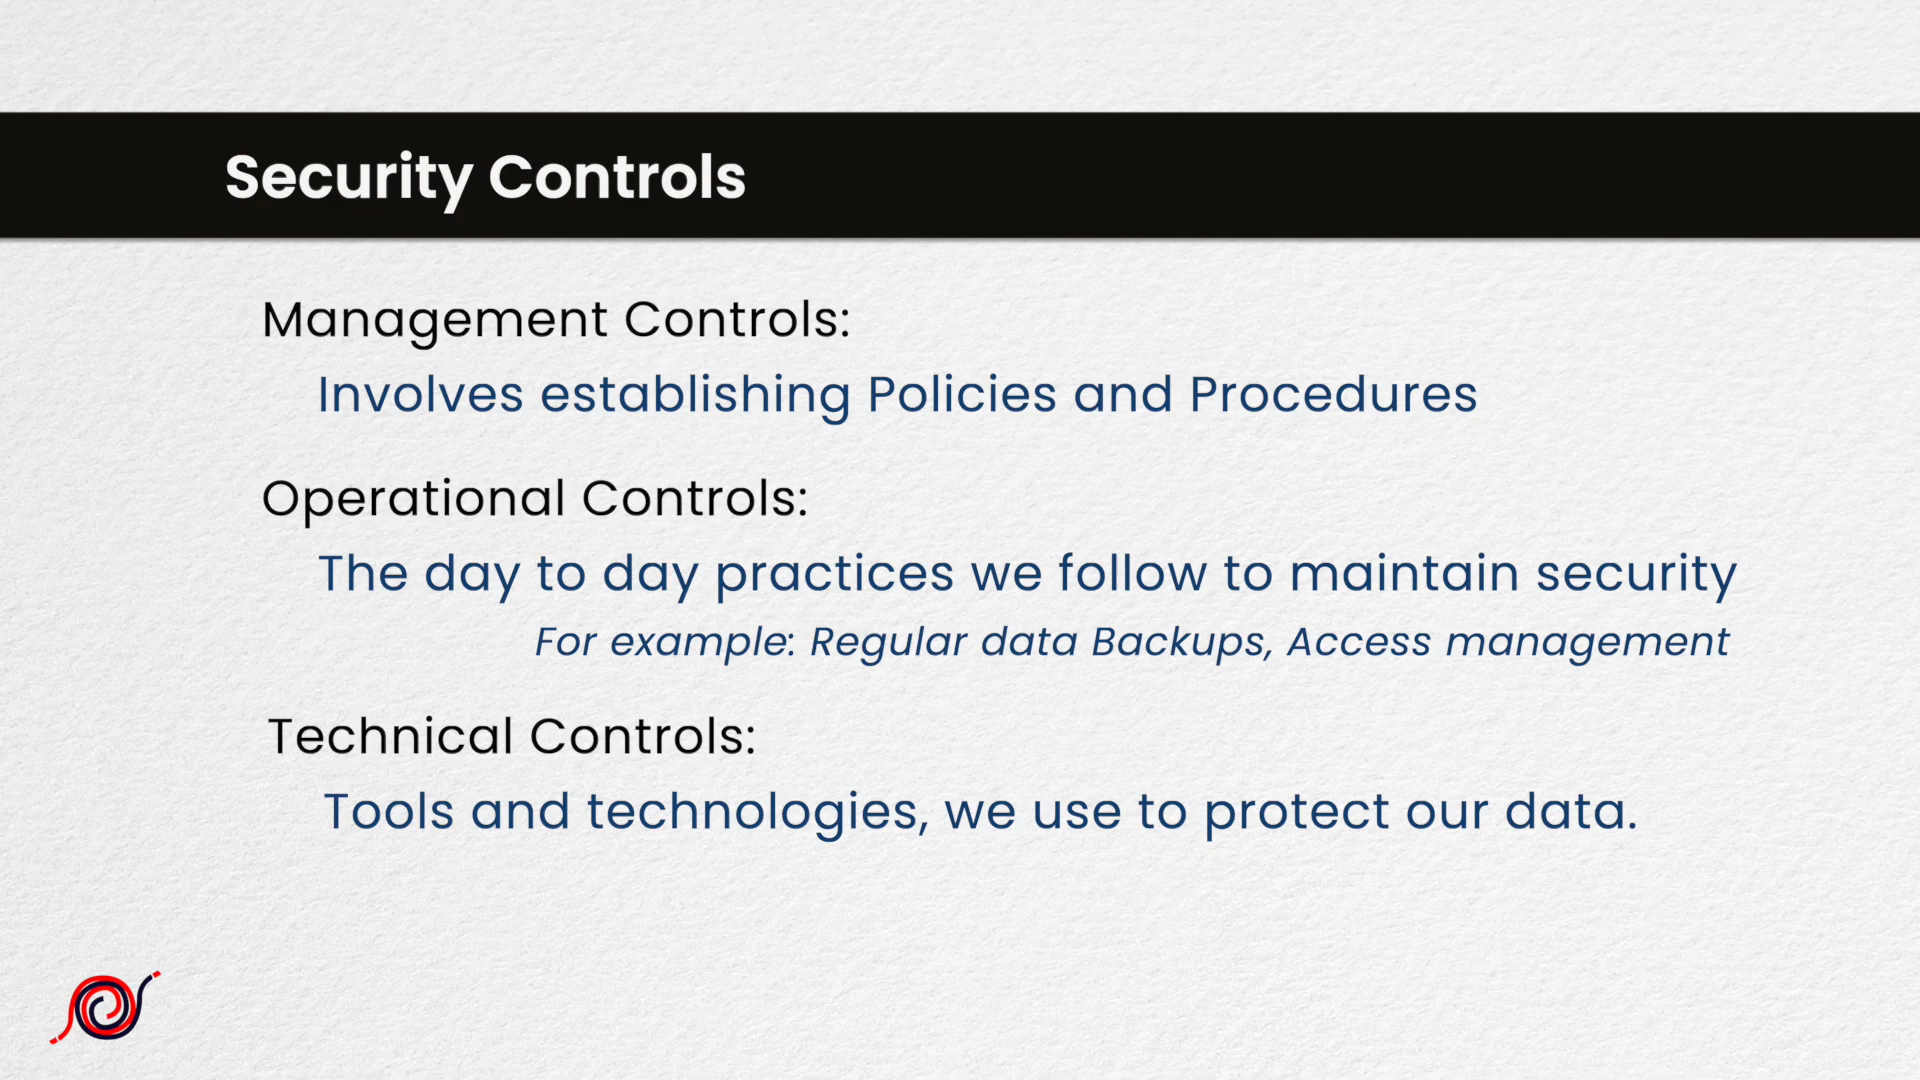 Security Controls
Management Controls:
Involves establishing Policies and Procedures
Operational Controls:
The day to day practices we follow to maintain security
For example: Regular data Backups, Access management
Technical Controls:
Tools and technologies, we use to protect our data.